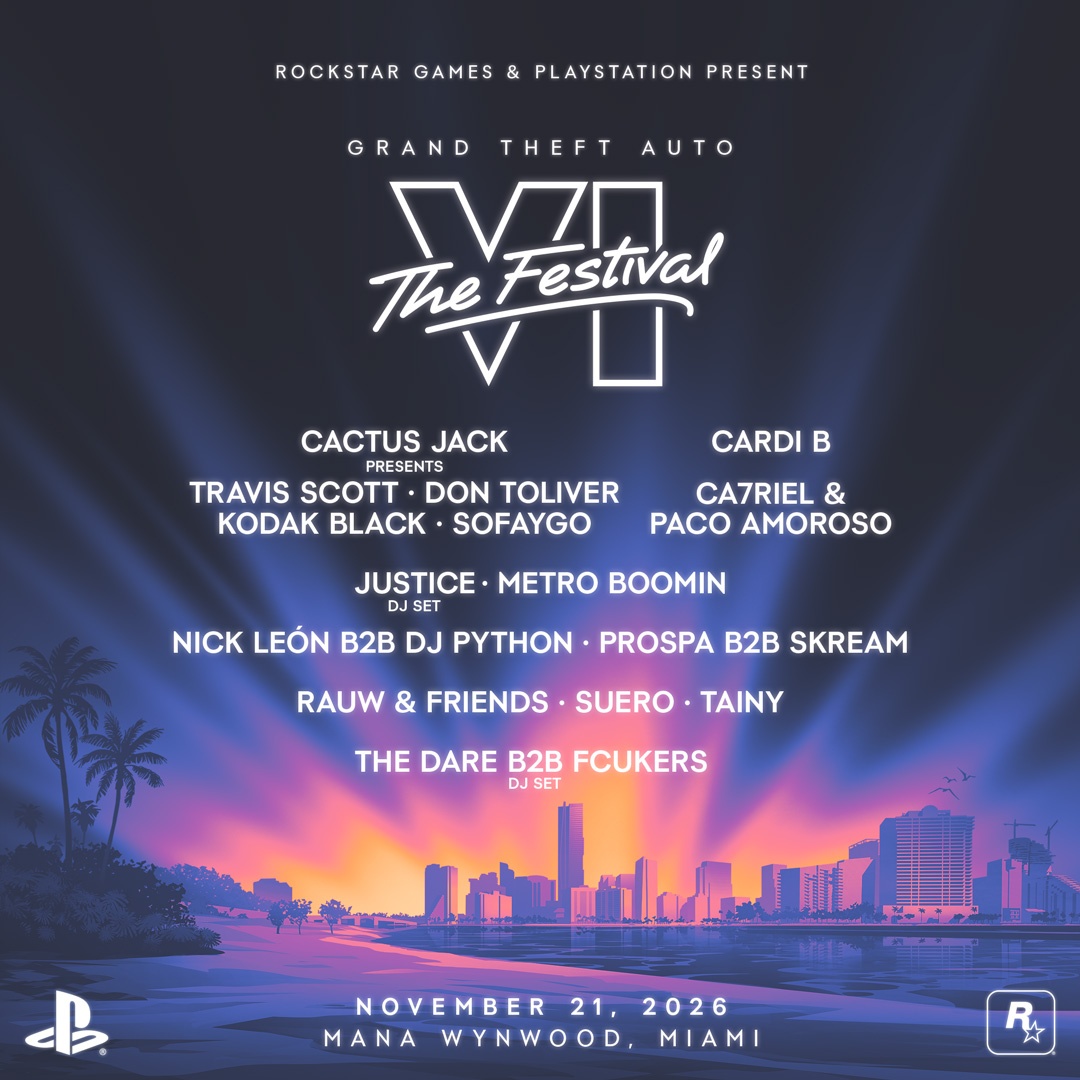 ROCKSTAR GAMES & PLAYSTATION PRESENT
GRAND THEFT AUTO
VI
The Festival
CACTUS JACK
PRESENTS
TRAVIS SCOTT · DON TOLIVER
KODAK BLACK · SOFAYGO
CARDI B
CA7RIEL &
PACO AMOROSO
JUSTICE · METRO BOOMIN
DJ SET
NICK LEÓN B2B DJ PYTHON · PROSPA B2B SKREAM
RAUW & FRIENDS · SUERO · TAINY
THE DARE B2B FCUKERS
DJ SET
NOVEMBER 21, 2026
MANA WYNWOOD, MIAMI
R